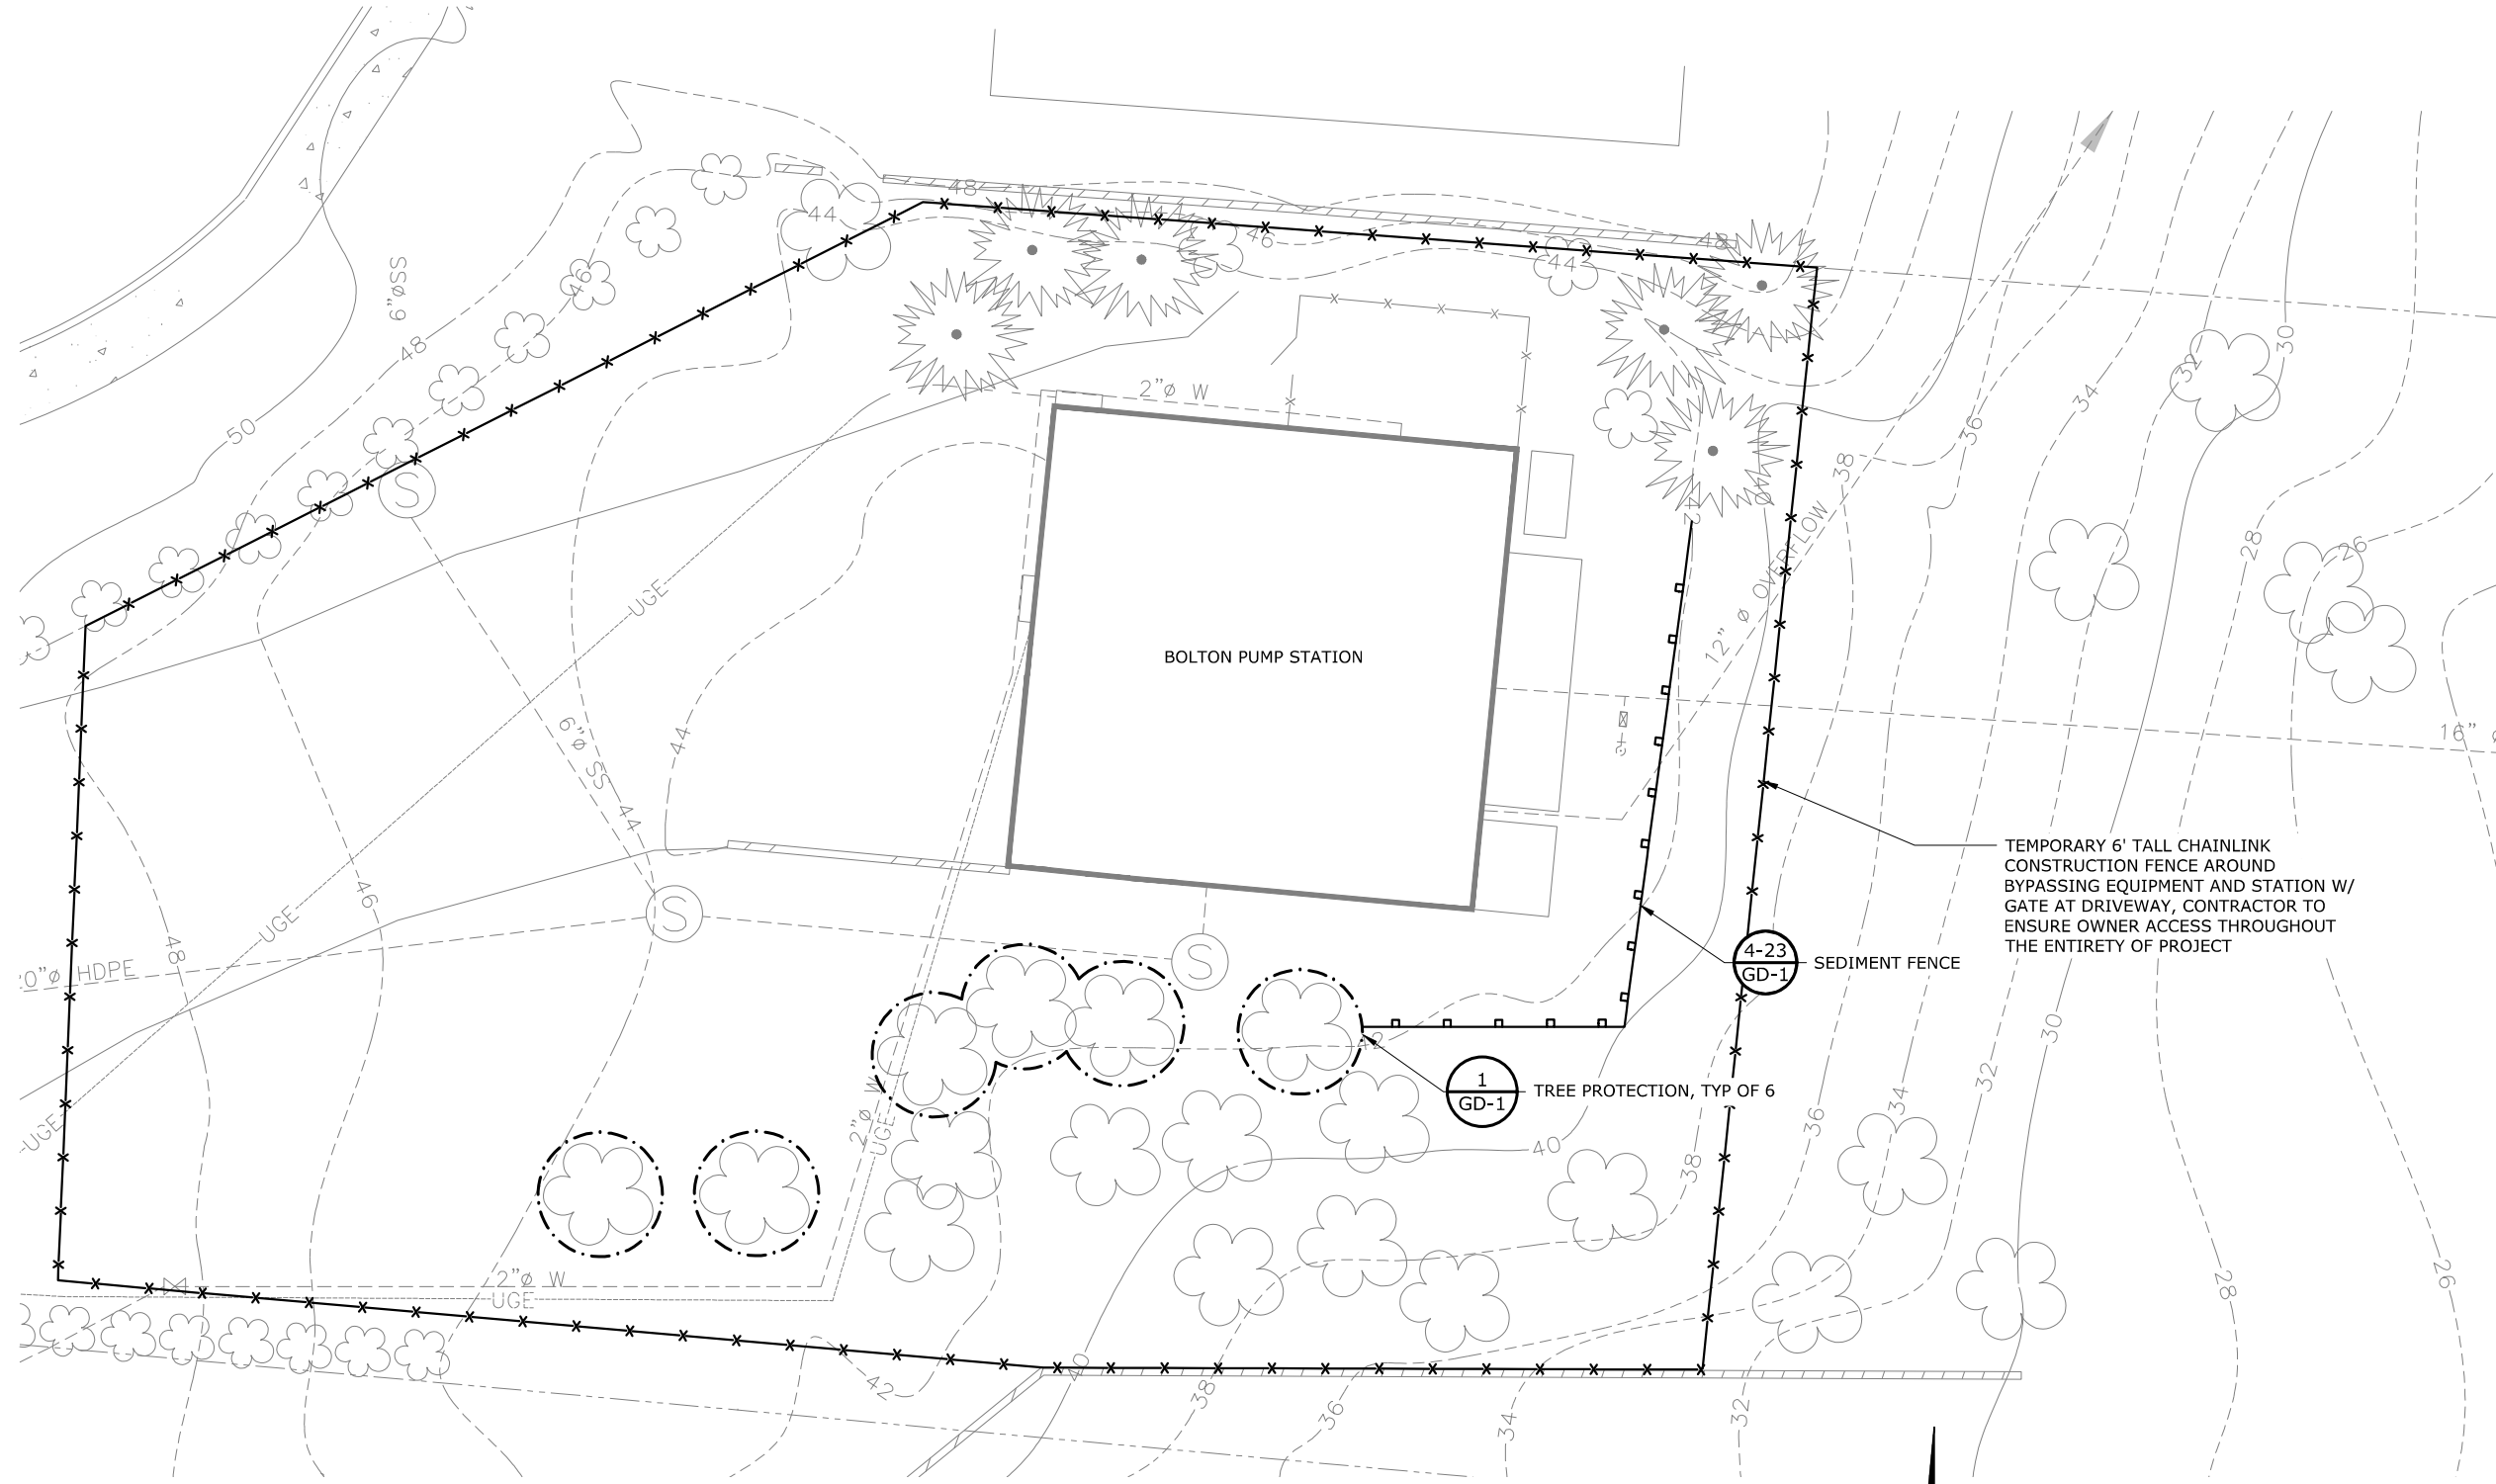 48
44
46
48
44
6"øSS
46
48
50
2"ø W
42
40
38
36
34
32
30
28
26
12" ø OVERFLOW
S
UGE
BOLTON PUMP STATION
6"ø SS
44
44
16" ø
TEMPORARY 6' TALL CHAINLINK
CONSTRUCTION FENCE AROUND
BYPASSING EQUIPMENT AND STATION W/
GATE AT DRIVEWAY, CONTRACTOR TO
ENSURE OWNER ACCESS THROUGHOUT
THE ENTIRETY OF PROJECT
46
UGE
48
S
S
0"ø HDPE
4-23
GD-1
SEDIMENT FENCE
42
1
GD-1
TREE PROTECTION, TYP OF 6
30
32
34
36
38
40
2"ø W
UGE
UGE
2"ø W
UGE
28
26
42
40
38
36
34
32